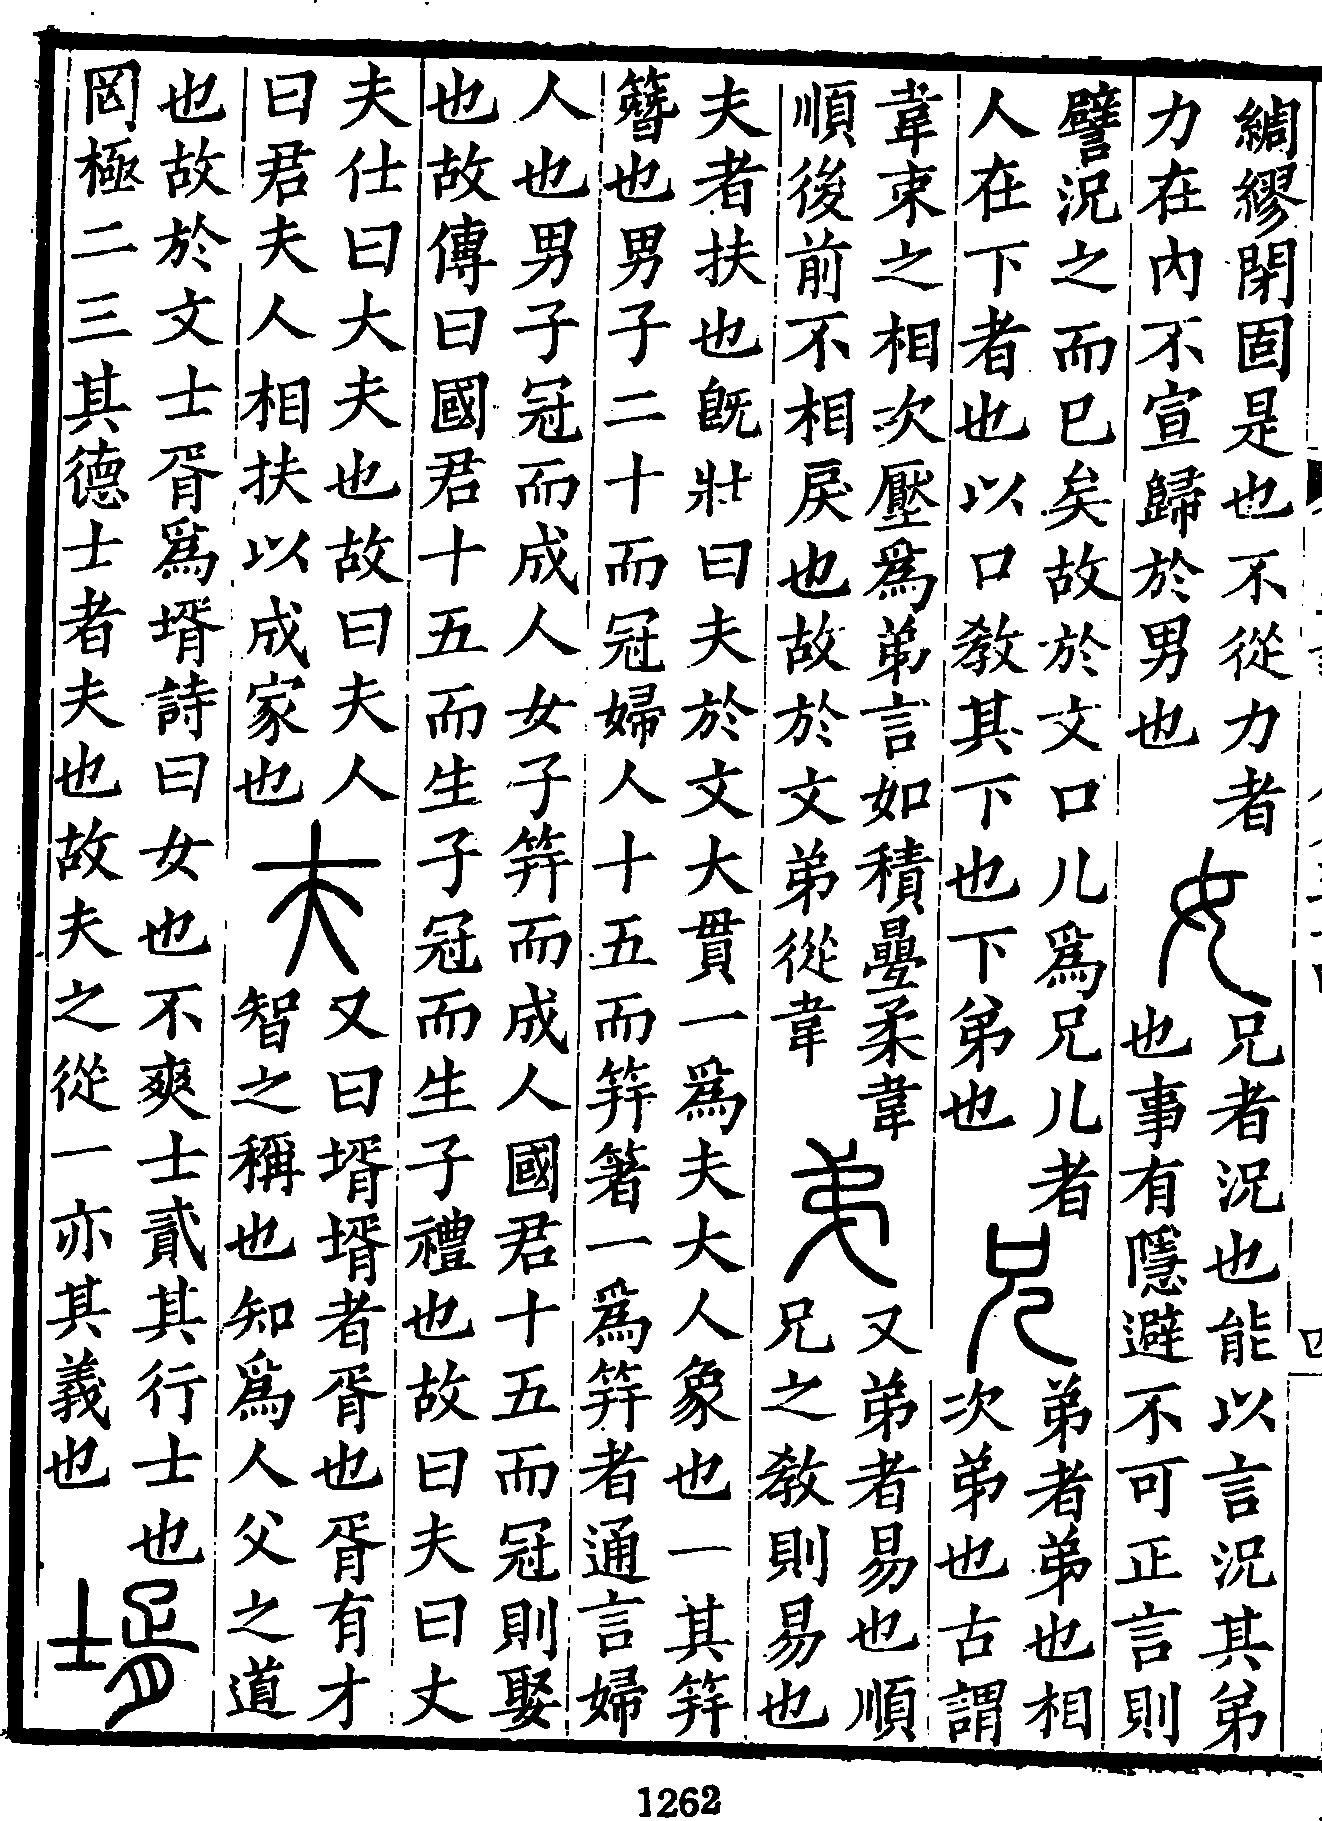 綢繆閉固是也不從力者
力在內不宣歸於男也
女
兄者況也能以言況其弟
也事有隱避不可正言則
譬況之而已矣故於文口儿爲兄儿者
人在下者也以口敎其下也下弟也
兄
弟者弟也相
次弟也古謂
韋束之相次壓爲弟言如積疊柔韋
順後前不相戾也故於文弟從韋
弟
又弟者易也順
兄之敎則易也
夫者扶也旣壯曰夫於文大貫一爲夫大人象也一其筓
簪也男子二十而冠婦人十五而筓箸一爲筓者通言婦
人也男子冠而成人女子筓而成人國君十五而冠則娶
也故傳曰國君十五而生子冠而生子禮也故曰夫曰丈
夫仕曰大夫也故曰夫人
曰君夫人相扶以成家也
夫
又曰壻壻者胥也胥有才
智之稱也知爲人父之道
也故於文士胥爲壻詩曰女也不爽士貳其行士也
罔極二三其德士者夫也故夫之從一亦其義也
壻
1262